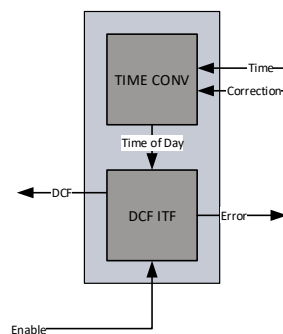 TIME CONV
Time
Correction
Time of Day
DCF
DCF ITF
Error
Enable